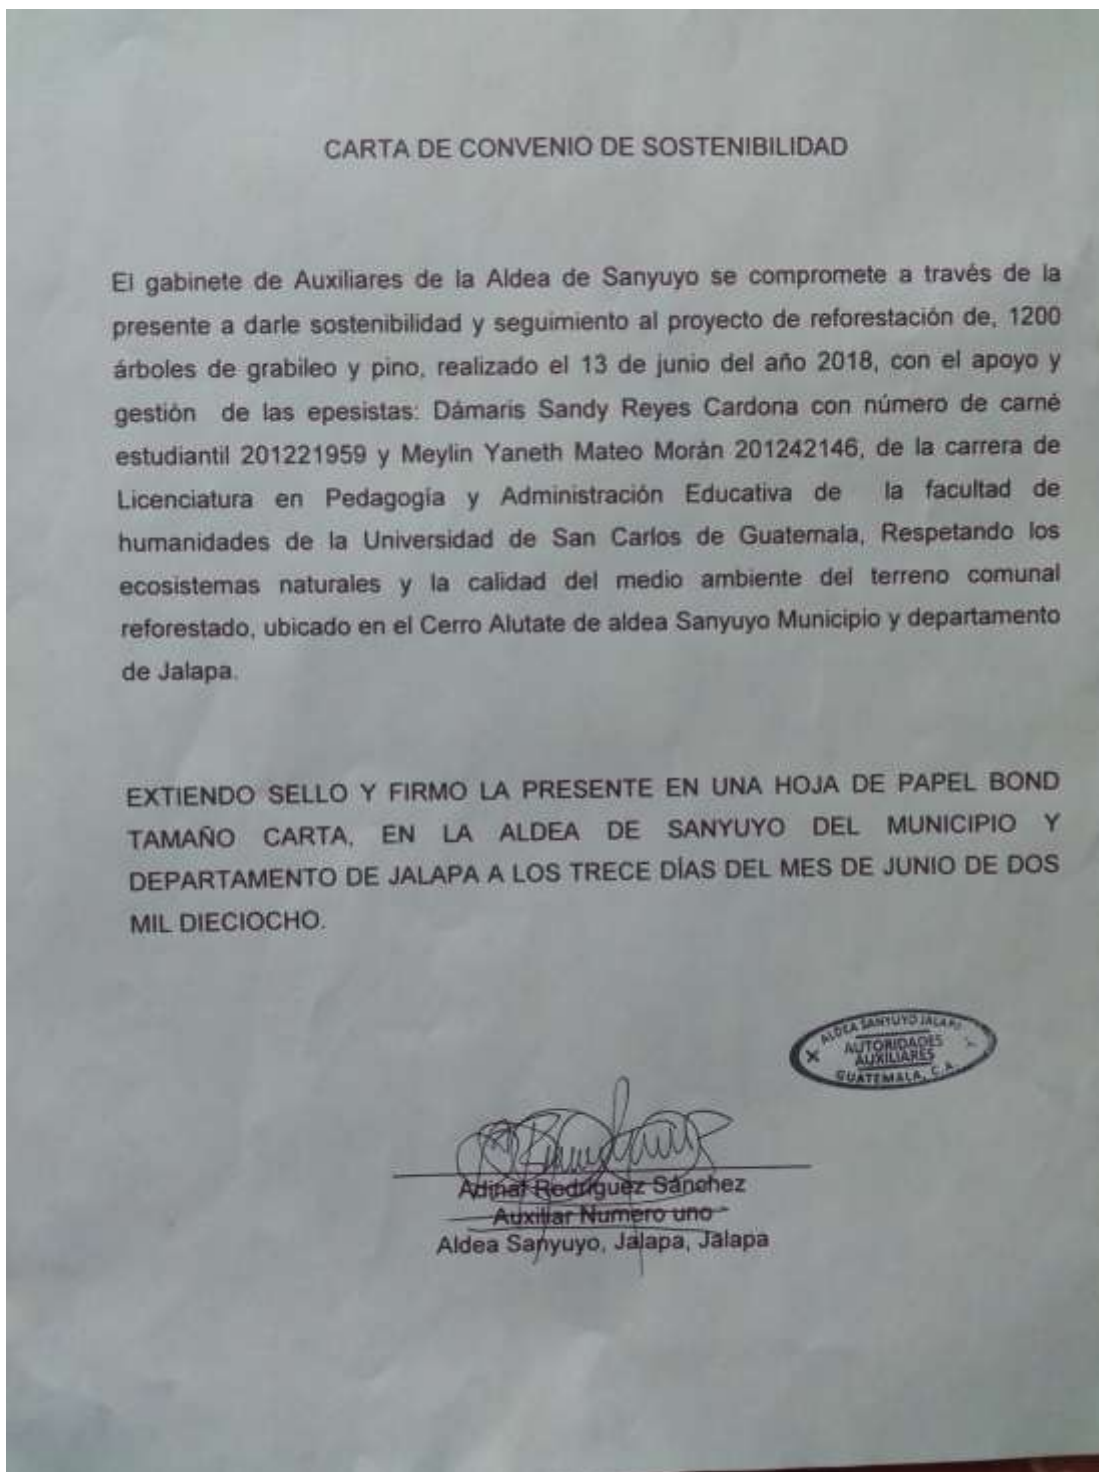 CARTA DE CONVENIO DE SOSTENIBILIDAD
El gabinete de Auxiliares de la Aldea de Sanyuyo se compromete a través de la
presente a darle sostenibilidad y seguimiento al proyecto de reforestación de, 1200
árboles de grabileo y pino, realizado el 13 de junio del año 2018, con el apoyo y
gestión de las epesistas: Dámaris Sandy Reyes Cardona con número de carné
estudiantil 201221959 y Meylin Yaneth Mateo Morán 201242146, de la carrera de
Licenciatura en Pedagogía y Administración Educativa de la facultad de
humanidades de la Universidad de San Carlos de Guatemala, Respetando los
ecosistemas naturales y la calidad del medio ambiente del terreno comunal
reforestado, ubicado en el Cerro Alutate de aldea Sanyuyo Municipio y departamento
de Jalapa.
EXTIENDO SELLO Y FIRMO LA PRESENTE EN UNA HOJA DE PAPEL BOND
TAMAÑO CARTA, EN LA ALDEA DE SANYUYO DEL MUNICIPIO Y
DEPARTAMENTO DE JALAPA A LOS TRECE DÍAS DEL MES DE JUNIO DE DOS
MIL DIECIOCHO.
ALDEA SANYUYO JALAPA
AUTORIDADES
AUXILIARES
GUATEMALA, C.A.
Rodríguez Sánchez
Auxiliar Numero uno
Aldea Sanyuyo, Jalapa, Jalapa